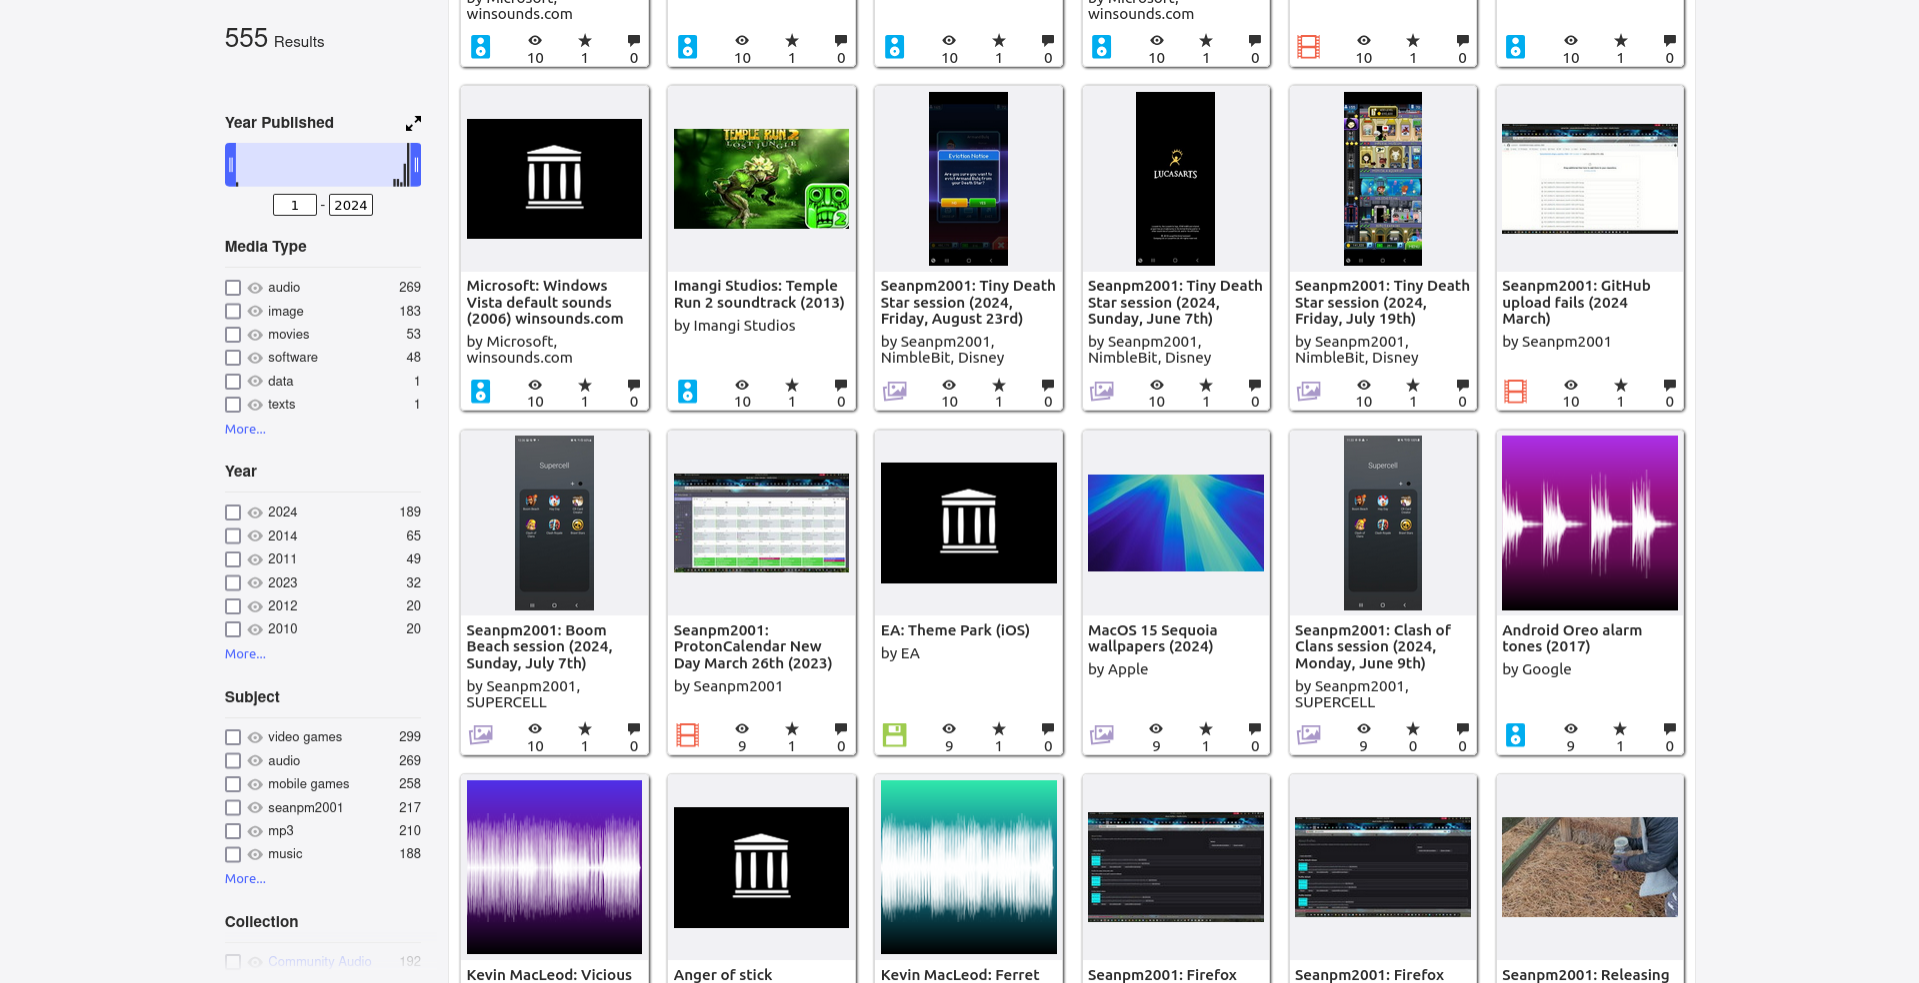 555 Results
Year Published
1 - 2024
Media Type
audio 269
image 183
movies 53
software 48
data 1
texts 1
More...
Year
2024 189
2014 65
2011 49
2023 32
2012 20
2010 20
More...
Subject
video games 299
audio 269
mobile games 258
seanpm2001 217
mp3 210
music 188
More...
Collection
Community Audio 192
by Microsoft,
winsounds.com
10 1 0
10 1 0
10 1 0
by Microsoft,
winsounds.com
10 1 0
10 1 0
10 1 0
Microsoft: Windows
Vista default sounds
(2006) winsounds.com
by Microsoft,
winsounds.com
10 1 0
TEMPLE RUN 2
LOST JUNGLE
2
Imangi Studios: Temple
Run 2 soundtrack (2013)
by Imangi Studios
10 1 0
Eviction Notice
Seanpm2001: Tiny Death
Star session (2024,
Friday, August 23rd)
by Seanpm2001,
NimbleBit, Disney
10 1 0
LUCASARTS
Seanpm2001: Tiny Death
Star session (2024,
Sunday, June 7th)
by Seanpm2001,
NimbleBit, Disney
10 1 0
Seanpm2001: Tiny Death
Star session (2024,
Friday, July 19th)
by Seanpm2001,
NimbleBit, Disney
10 1 0
Seanpm2001: GitHub
upload fails (2024
March)
by Seanpm2001
10 1 0
Supercell
Seanpm2001: Boom
Beach session (2024,
Sunday, July 7th)
by Seanpm2001,
SUPERCELL
10 1 0
Seanpm2001:
ProtonCalendar New
Day March 26th (2023)
by Seanpm2001
9 1 0
EA: Theme Park (iOS)
by EA
9 1 0
MacOS 15 Sequoia
wallpapers (2024)
by Apple
9 1 0
Supercell
Seanpm2001: Clash of
Clans session (2024,
Monday, June 9th)
by Seanpm2001,
SUPERCELL
9 0 0
Android Oreo alarm
tones (2017)
by Google
9 1 0
Kevin MacLeod: Vicious
Anger of stick
Kevin MacLeod: Ferret
Seanpm2001: Firefox
Seanpm2001: Firefox
Seanpm2001: Releasing